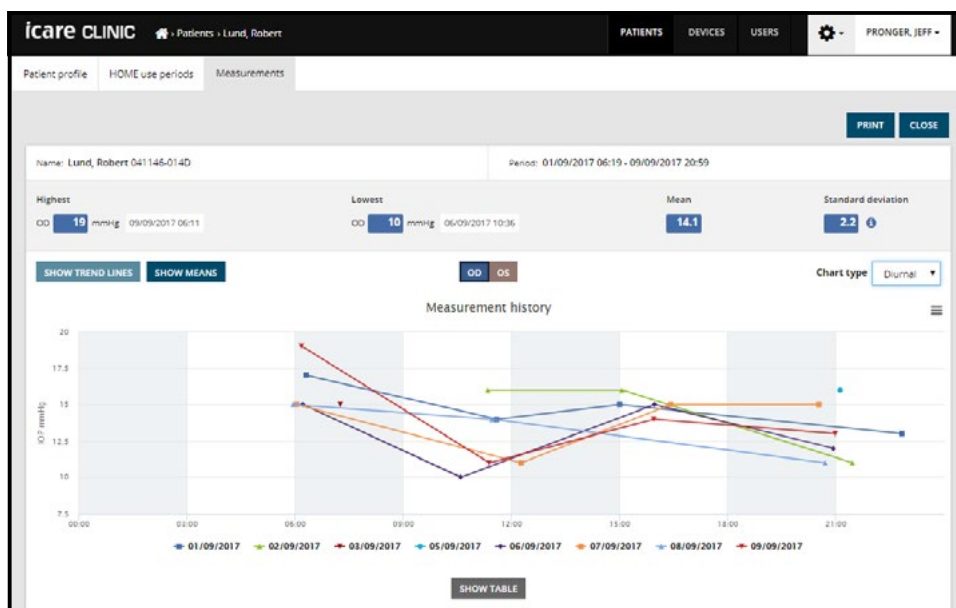 icare CLINIC › Patients › Lund, Robert PATIENTS DEVICES USERS PRONGER, JEFF
Patient profile HOME use periods Measurements
PRINT CLOSE
Name: Lund, Robert 041146-014D Period: 01/09/2017 06:19 - 09/09/2017 20:59
Highest Lowest Mean Standard deviation
OD 19 mmHg 09/09/2017 06:11 OD 10 mmHg 06/09/2017 10:36 14.1 2.2
SHOW TREND LINES SHOW MEANS OD OS Chart type Diurnal
Measurement history
20
17.5
15
12.5
10
7.5
IOP mmHg
00:00 03:00 06:00 09:00 12:00 15:00 18:00 21:00
01/09/2017 02/09/2017 03/09/2017 05/09/2017 06/09/2017 07/09/2017 08/09/2017 09/09/2017
SHOW TABLE